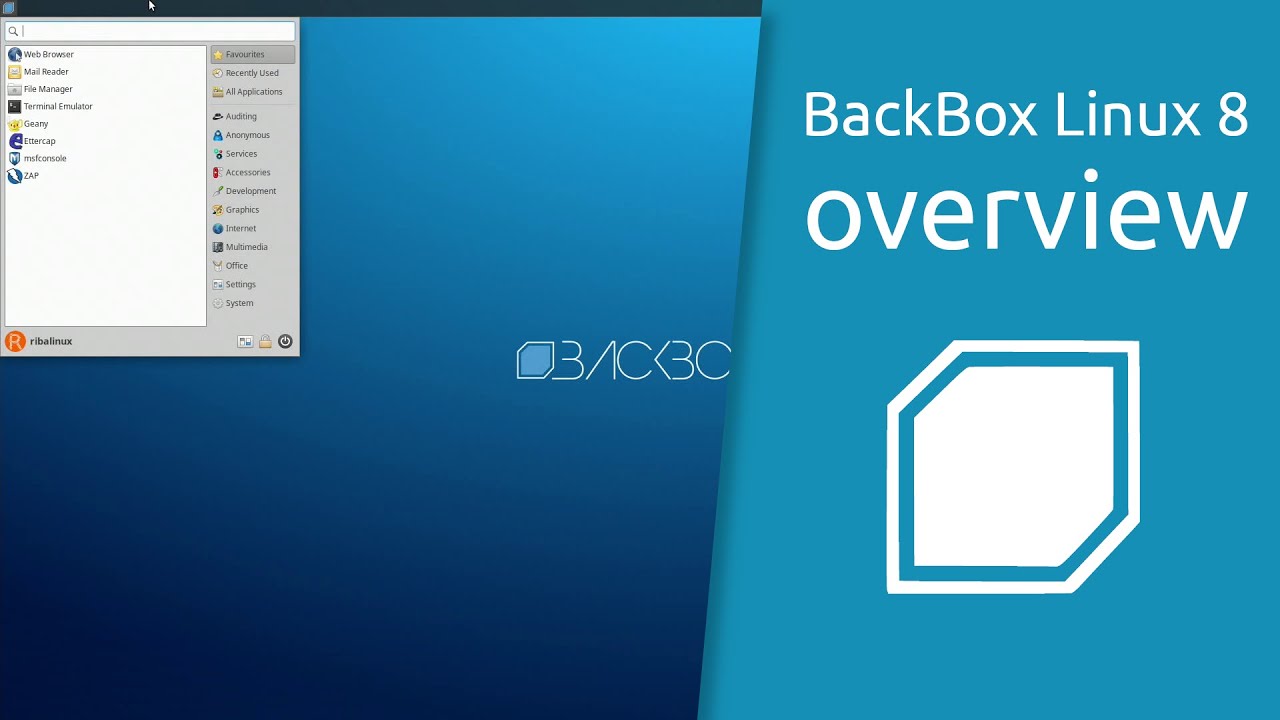 Web Browser
Mail Reader
File Manager
Terminal Emulator
Geany
Ettercap
msfconsole
ZAP
Favourites
Recently Used
All Applications
Auditing
Anonymous
Services
Accessories
Development
Graphics
Internet
Multimedia
Office
Settings
System
R
ribalinux
BACKBO
BackBox Linux 8
overview